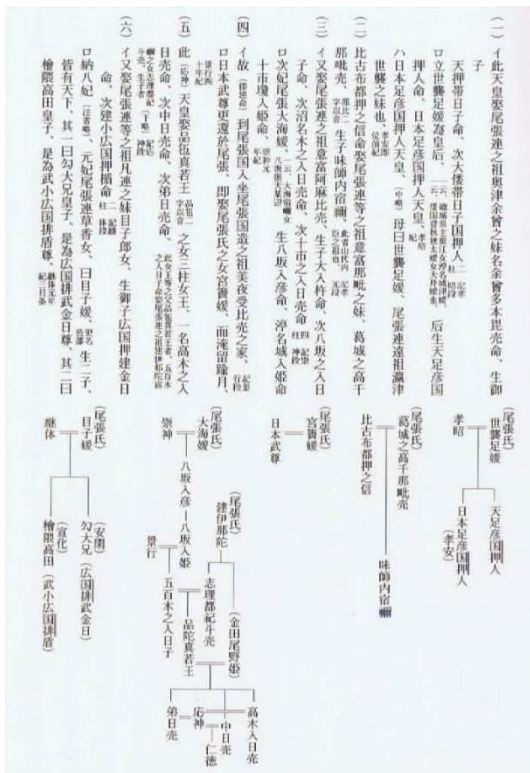 (一)イ此天皇娶尾張連之祖奥津余曾之妹名余曾多本毘売命、生御子
天押帯日子命、次大倭帯日子国押人命
ロ立世襲足媛為皇后、后生天足彦国
押人命、日本足彦国押人天皇、
ハ日本足彦国押人天皇、(中略)母曰世襲足媛、尾張連遠祖瀛津
世襲之妹也、
(二)比古布都押之信命娶尾張連等之祖意富那毗之妹、葛城之高千
那毗売、生子味師内宿禰、
(三)イ又娶尾張連之祖意富阿麻比売、生子大入杵命、次八坂之入日
子命、次沼名木之入日売命、次十市之入日売命
ロ次妃尾張大海媛、生八坂入彦命、渟名城入姫命
十市瓊入姫命、
(四)イ故(倭建命)到尾張国入坐尾張国造之祖美夜受比売之家、
ロ日本武尊更還於尾張、即娶尾張氏之女宮簀媛、而淹留踰月、
(五)此(応神)天皇娶品陀真若王之女三柱女王、一名高木之入
日売命、次中日売命、次弟日売命、
(六)イ又娶尾張連等之祖凡連之妹目子郎女、生御子広国押建金日
命、次建小広国押楯命
ロ納八妃(注省略)、元妃尾張連草香女、曰目子媛、生二子、
皆有天下、其一曰勾大兄皇子、是為広国排武金日尊、其二曰
檜隈高田皇子、是為武小広国排盾尊、
(尾張氏)
世襲足媛
孝昭
天足彦国押人
日本足彦国押人
(孝安)
(尾張氏)
葛城之高千那毗売
比古布都押之信
味師内宿禰
(尾張氏)
宮簀媛
日本武尊
(尾張氏)
大海媛
崇神
八坂入彦
八坂入姫
景行
五百木之入日子
(尾張氏)
建伊那陀
志理都紀斗売
(金田尾野姫)
品陀真若王
高木入日売
中日売
仁徳
応神
弟日売
(尾張氏)
目子媛
継体
(安閑)
勾大兄(広国排武金日)
(宣化)
檜隈高田(武小広国排盾)